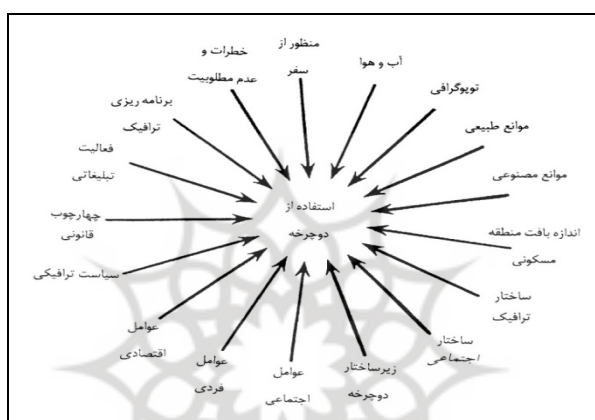 منظور از
سفر
آب و هوا
توپوگرافی
موانع طبیعی
موانع مصنوعی
اندازه بافت منطقه
مسکونی
ساختار
ترافیک
ساختار
اجتماعی
زیرساختار
دوچرخه
عوامل
اجتماعی
عوامل
فردی
عوامل
اقتصادی
سیاست ترافیکی
چهارچوب
قانونی
فعالیت
تبلیغاتی
برنامه ریزی
ترافیک
خطرات و
عدم مطلوبیت
استفاده از
دوچرخه